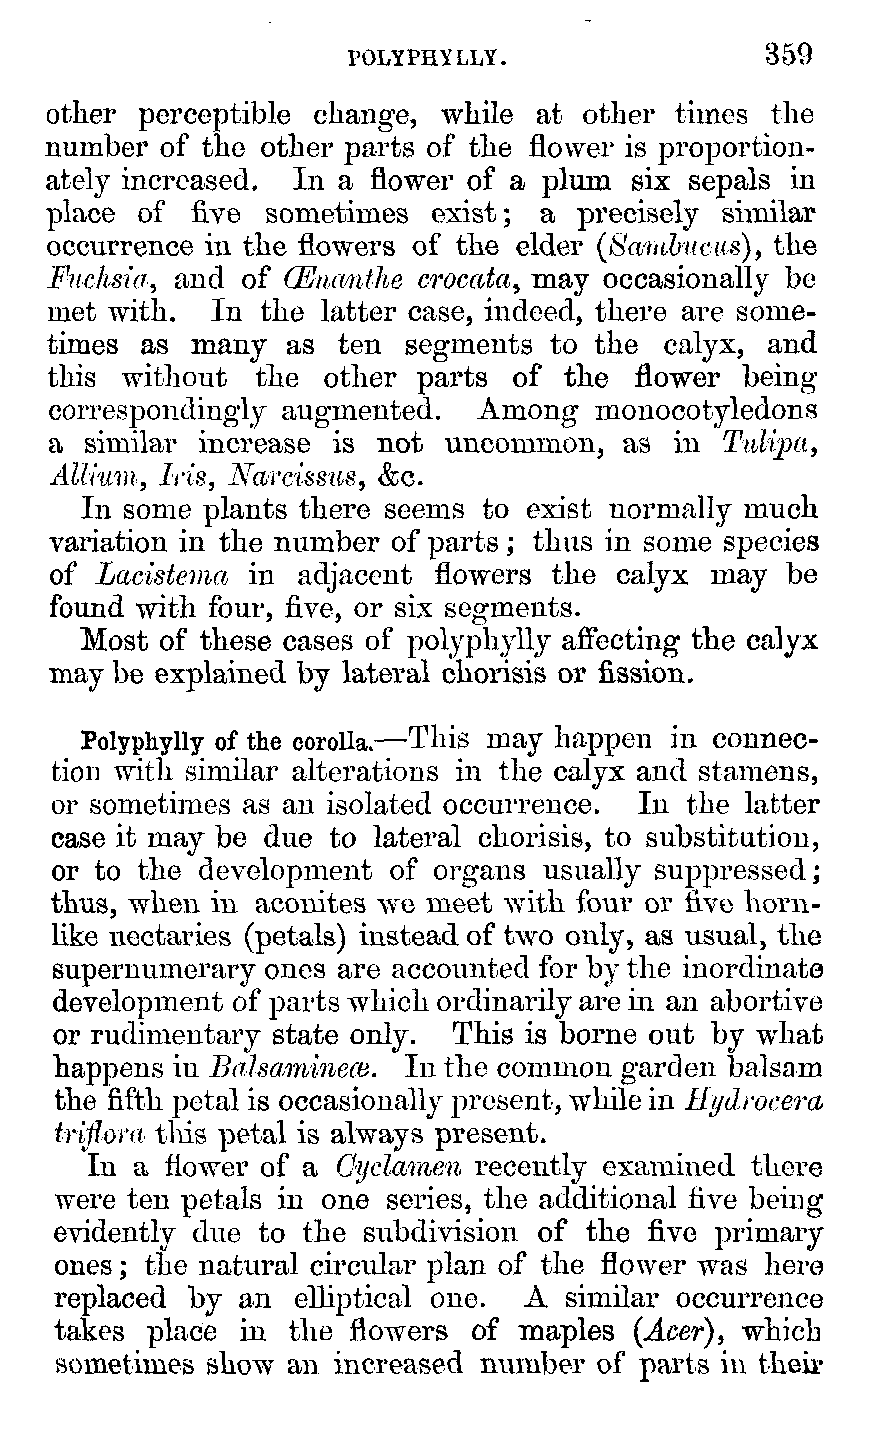 POLYPHYLLY. 359
other perceptible change, while at other times the
number of the other parts of the flower is proportion-
ately increased. In a flower of a plum six sepals in
place of five sometimes exist; a precisely similar
occurrence in the flowers of the elder (Sambucus), the
Fuchsia, and of Œnanthe crocata, may occasionally be
met with. In the latter case, indeed, there are some-
times as many as ten segments to the calyx, and
this without the other parts of the flower being
correspondingly augmented. Among monocotyledons
a similar increase is not uncommon, as in Tulipa,
Allium, Iris, Narcissus, &c.
In some plants there seems to exist normally much
variation in the number of parts; thus in some species
of Lacistema in adjacent flowers the calyx may be
found with four, five, or six segments.
Most of these cases of polyphylly affecting the calyx
may be explained by lateral chorisis or fission.
Polyphylly of the corolla.—This may happen in connec-
tion with similar alterations in the calyx and stamens,
or sometimes as an isolated occurrence. In the latter
case it may be due to lateral chorisis, to substitution,
or to the development of organs usually suppressed;
thus, when in aconites we meet with four or five horn-
like nectaries (petals) instead of two only, as usual, the
supernumerary ones are accounted for by the inordinate
development of parts which ordinarily are in an abortive
or rudimentary state only. This is borne out by what
happens in Balsamineæ. In the common garden balsam
the fifth petal is occasionally present, while in Hydrocera
triflora this petal is always present.
In a flower of a Cyclamen recently examined there
were ten petals in one series, the additional five being
evidently due to the subdivision of the five primary
ones; the natural circular plan of the flower was here
replaced by an elliptical one. A similar occurrence
takes place in the flowers of maples (Acer), which
sometimes show an increased number of parts in their